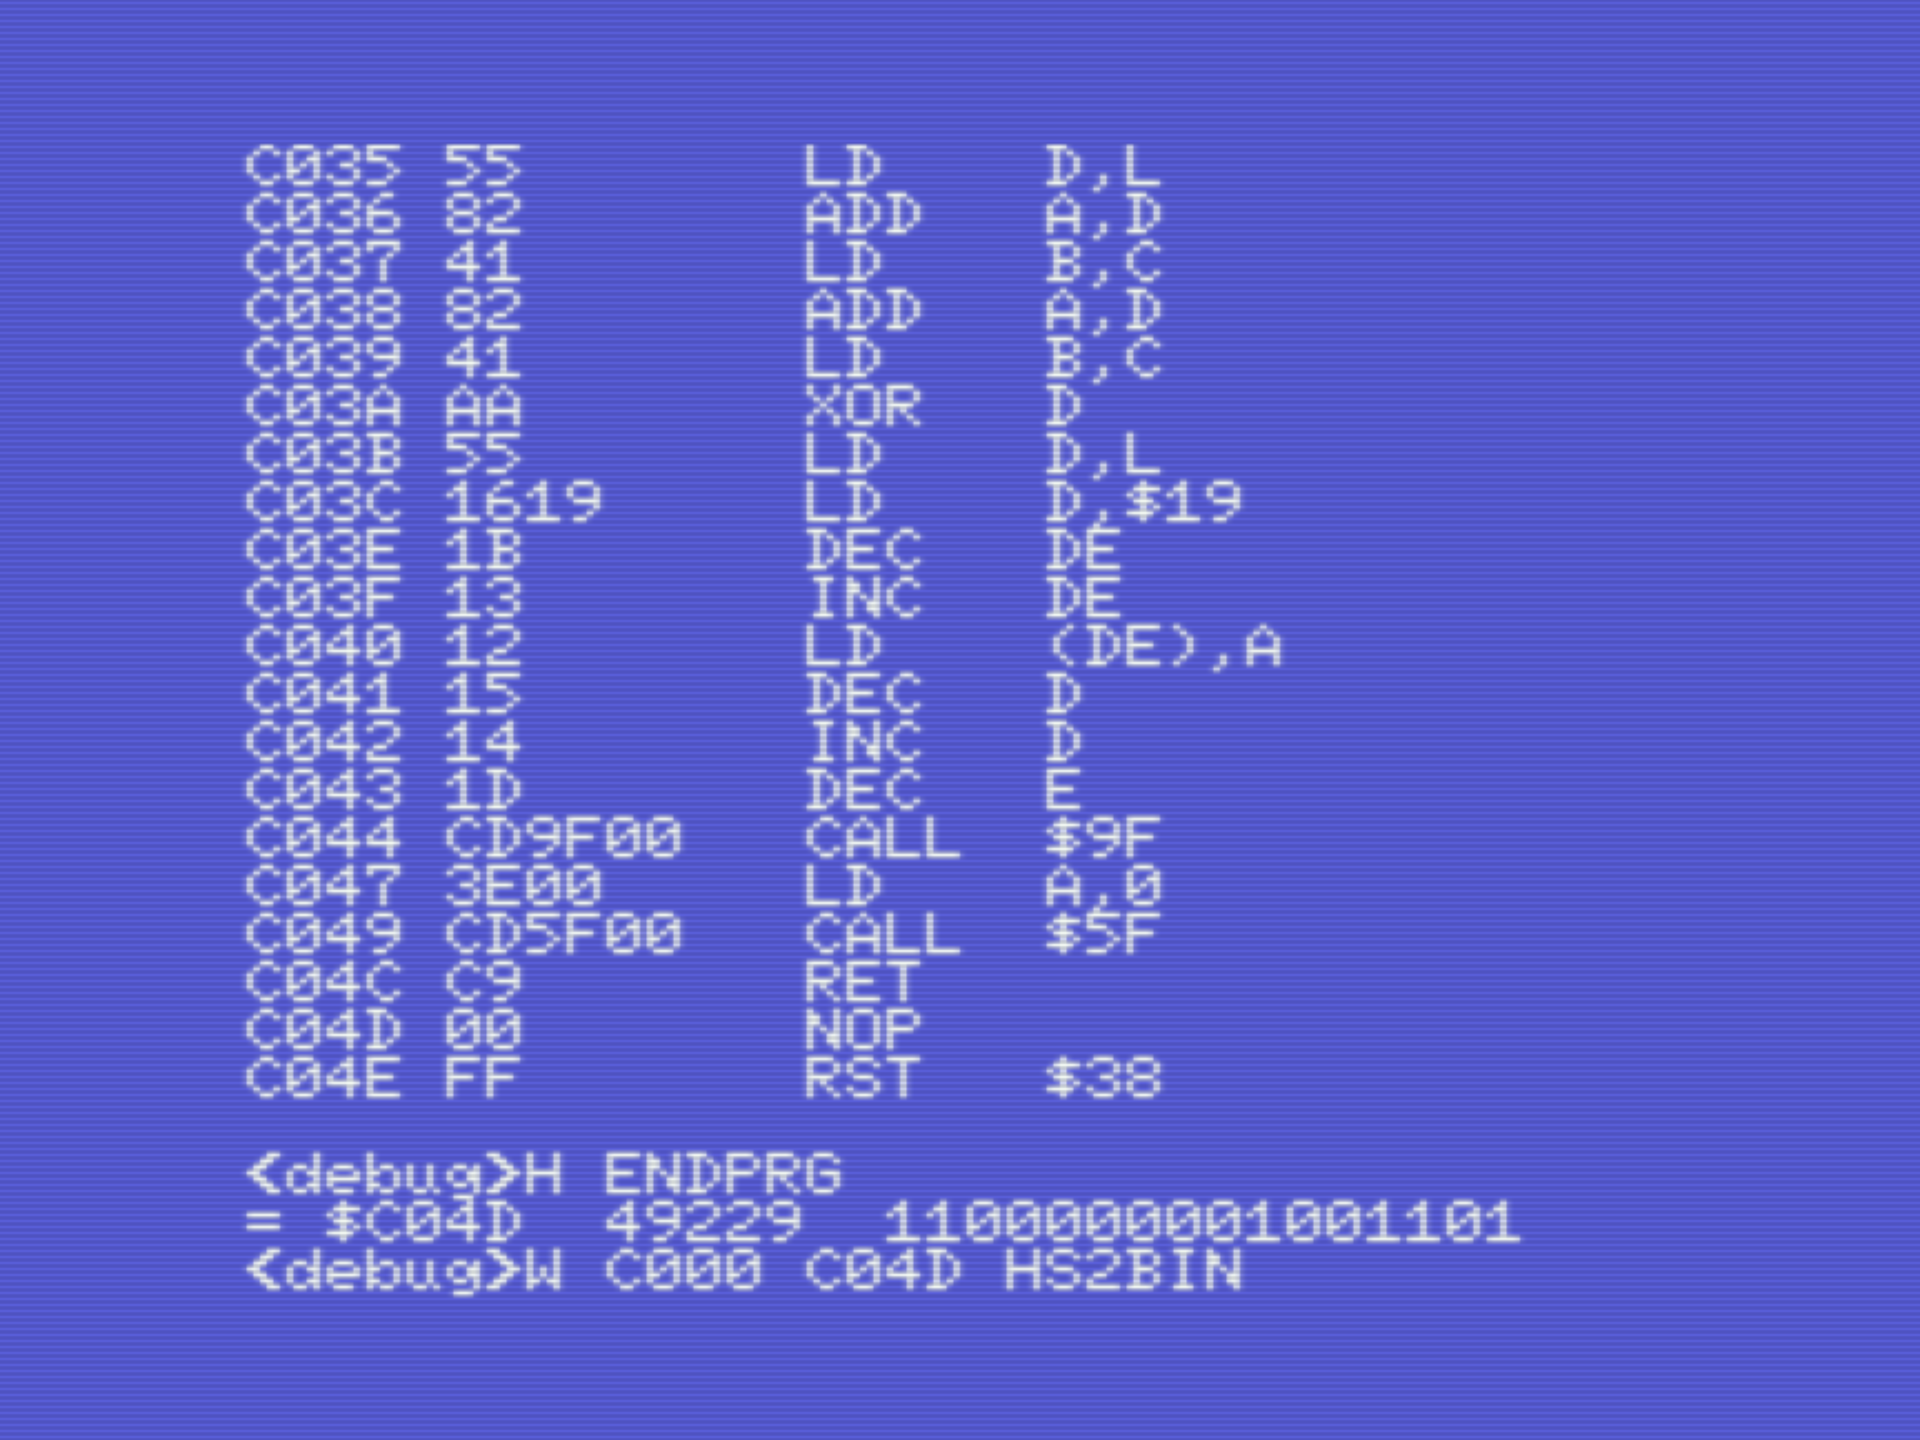 C035 55       LD    D,L
C036 82       ADD   A,D
C037 41       LD    B,C
C038 82       ADD   A,D
C039 41       LD    B,C
C03A AA       XOR   D
C03B 55       LD    D,L
C03C 1619     LD    D,$19
C03E 1B       DEC   DE
C03F 13       INC   DE
C040 12       LD    (DE),A
C041 15       DEC   D
C042 14       INC   D
C043 1D       DEC   E
C044 CD9F00   CALL  $9F
C047 3E00     LD    A,0
C049 CD5F00   CALL  $5F
C04C C9       RET
C04D 00       NOP
C04E FF       RST   $38
<debug>H ENDPRG
= $C04D  49229  1100000001001101
<debug>W C000 C04D HS2BIN